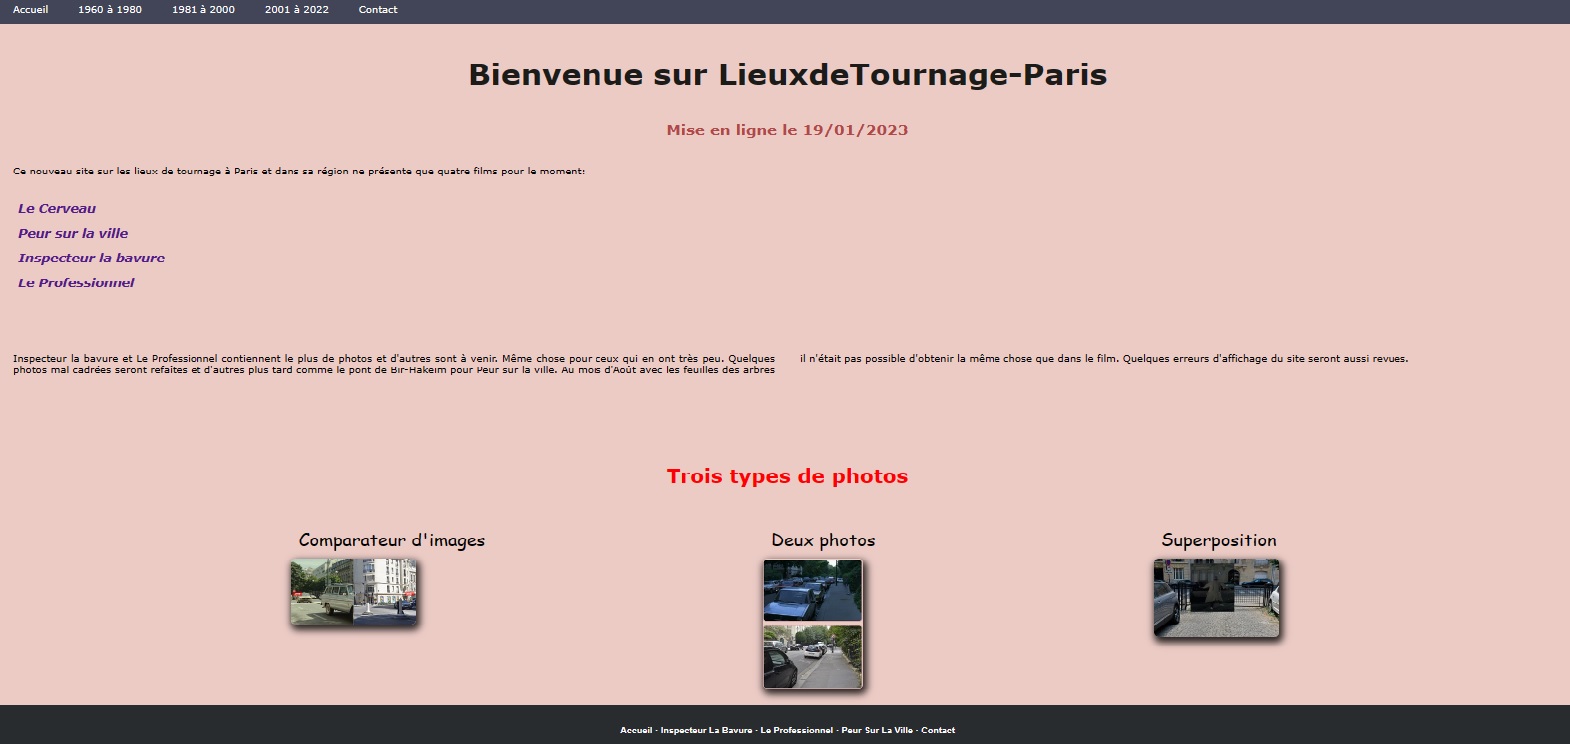 Accueil 1960 à 1980 1981 à 2000 2001 à 2022 Contact
Bienvenue sur LieuxdeTournage-Paris
Mise en ligne le 19/01/2023
Ce nouveau site sur les lieux de tournage à Paris et dans sa région ne présente que quatre films pour le moment:
Le Cerveau
Peur sur la ville
Inspecteur la bavure
Le Professionnel
Inspecteur la bavure et Le Professionnel contiennent le plus de photos et d'autres sont à venir. Même chose pour ceux qui en ont très peu. Quelques
photos mal cadrées seront refaites et d'autres plus tard comme le pont de Bir-Hakeim pour Peur sur la ville. Au mois d'Août avec les feuilles des arbres
il n'était pas possible d'obtenir la même chose que dans le film. Quelques erreurs d'affichage du site seront aussi revues.
Trois types de photos
Comparateur d'images
Deux photos
Superposition
Accueil - Inspecteur La Bavure - Le Professionnel - Peur Sur La Ville - Contact